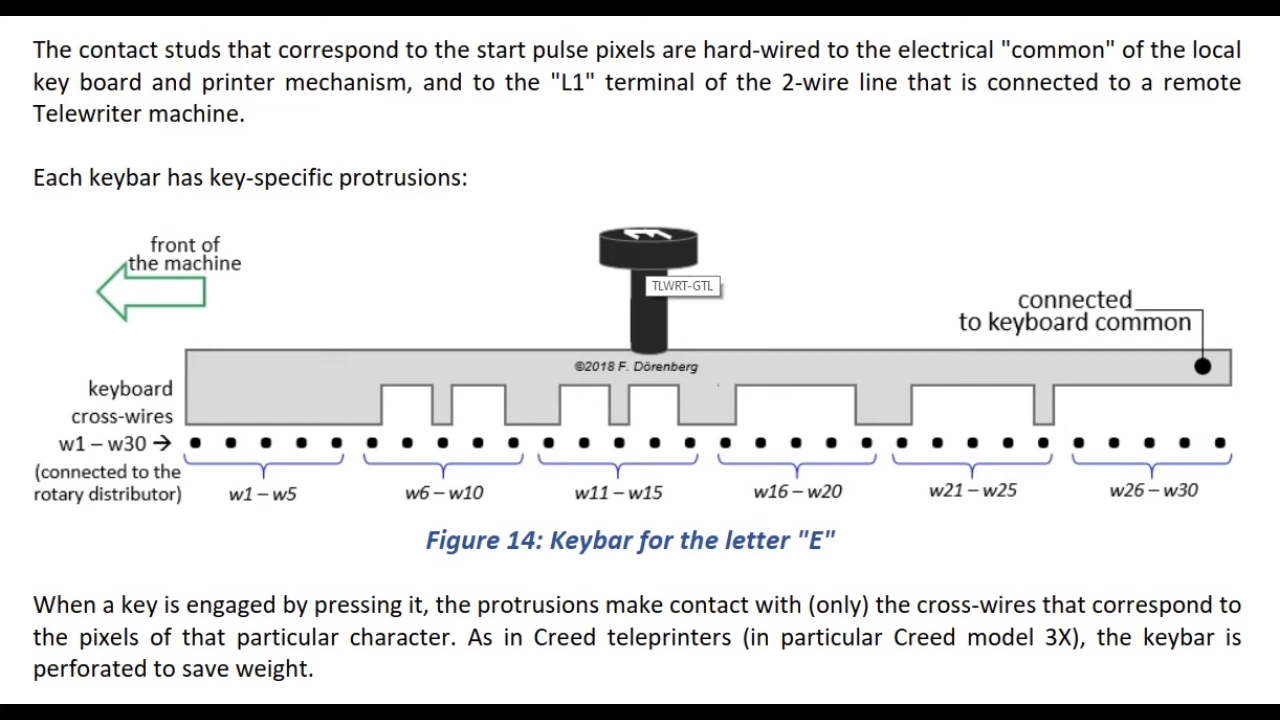 The contact studs that correspond to the start pulse pixels are hard-wired to the electrical "common" of the local
key board and printer mechanism, and to the "L1" terminal of the 2-wire line that is connected to a remote
Telewriter machine.
Each keybar has key-specific protrusions:
front of
the machine
E
TLWRT-GTL
connected
to keyboard common
©2018 F. Dörenberg
keyboard
cross-wires
w1 – w30 →
(connected to the
rotary distributor)
w1 – w5
w6 – w10
w11 – w15
w16 – w20
w21 – w25
w26 – w30
Figure 14: Keybar for the letter "E"
When a key is engaged by pressing it, the protrusions make contact with (only) the cross-wires that correspond to
the pixels of that particular character. As in Creed teleprinters (in particular Creed model 3X), the keybar is
perforated to save weight.